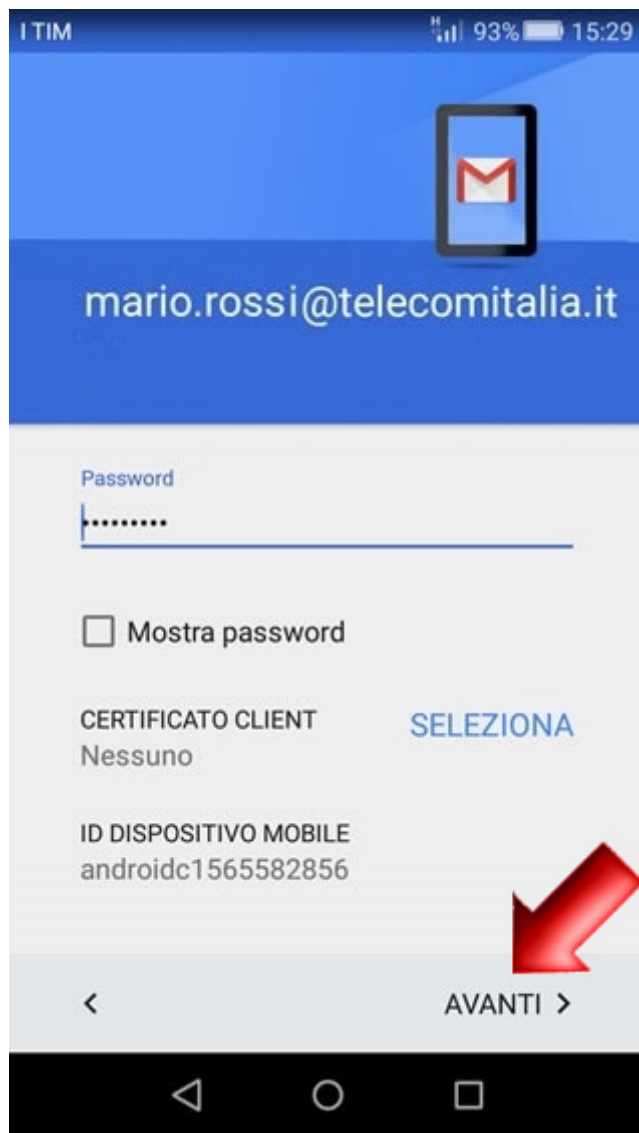 I TIM H 93% 15:29
mario.rossi@telecomitalia.it
Password
•••••••••
Mostra password
CERTIFICATO CLIENT SELEZIONA
Nessuno
ID DISPOSITIVO MOBILE
androidc1565582856
AVANTI